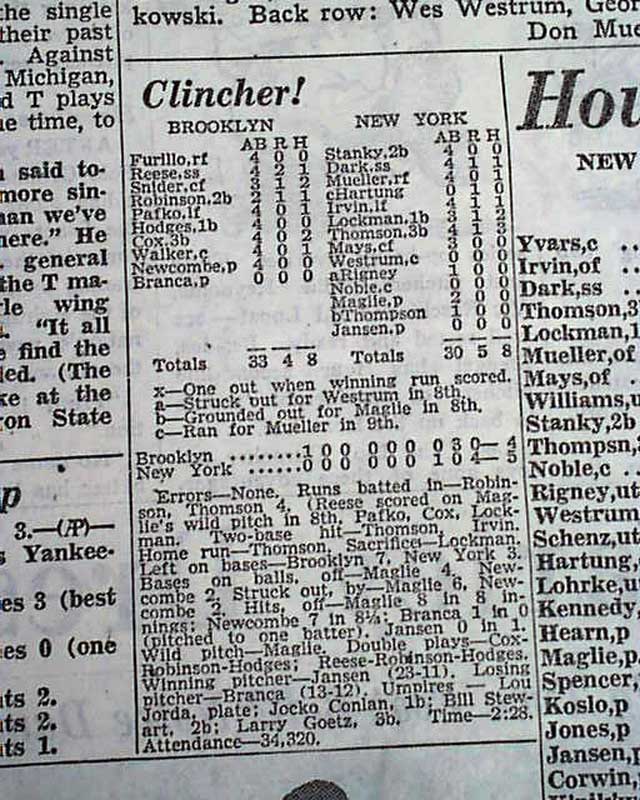 the single
their past
Against
Michigan,
d T plays
ue time, to
said to-
more sin-
han we've
here." He
general
the T ma-
rle wing
"It all
e find the
led. (The
ke at the
ron State
p
3.—(AP)—
s Yankee-
es 3 (best
es 0 (one
uts 2.
uts 2.
uts 1.
kowski. Back row: Wes Westrum, Geor
Don Mue
Clincher!
BROOKLYN
AB R H
Furillo,rf 4 0 0
Reese,ss 4 2 1
Snider,cf 3 1 2
Robinson,2b 2 1 1
Pafko,lf 4 0 1
Hodges,1b 4 0 0
Cox,3b 4 0 2
Walker,c 4 0 1
Newcombe,p 4 0 0
Branca,p 0 0 0
Totals 33 4 8
NEW YORK
AB R H
Stanky,2b 4 0 0
Dark,ss 4 1 1
Mueller,rf 4 0 1
cHartung 0 1 0
Irvin,lf 4 1 1
Lockman,1b 3 1 2
Thomson,3b 4 1 3
Mays,cf 3 0 0
Westrum,c 0 0 0
aRigney 1 0 0
Noble,c 0 0 0
Maglie,p 2 0 0
bThompson 1 0 0
Jansen,p 0 0 0
Totals 30 5 8
x—One out when winning run scored.
a—Struck out for Westrum in 8th.
b—Grounded out for Maglie in 8th.
c—Ran for Mueller in 9th.
Brooklyn ........1 0 0 0 0 0 0 3 0— 4
New York ......0 0 0 0 0 0 1 0 4— 5
Errors—None. Runs batted in—Robin-
son, Thomson 4, (Reese scored on Mag-
lie's wild pitch in 8th, Pafko, Cox, Lock-
man. Two-base hit—Thomson, Irvin.
Home run—Thomson. Sacrifice—Lockman.
Left on bases—Brooklyn 7, New York 3.
Bases on balls, off—Maglie 4, New-
combe 2. Struck out, by—Maglie 6, New-
combe 2. Hits, off—Maglie 8 in 8 in-
nings; Newcombe 7 in 8⅓; Branca 1 in 0
(pitched to one batter). Jansen 0 in 1.
Wild pitch—Maglie. Double plays—Cox-
Robinson-Hodges; Reese-Robinson-Hodges.
Winning pitcher—Jansen (23-11). Losing
pitcher—Branca (13-12). Umpires — Lou
Jorda, plate; Jocko Conlan, 1b; Bill Stew-
art, 2b; Larry Goetz, 3b. Time—2:28.
Attendance—34,320.
Hou
NEW
Yvars,c ..
Irvin,of ..
Dark,ss ..
Thomson,3
Lockman,1
Mueller,of
Mays,of ..
Williams,u
Stanky,2b
Thompsn,2
Noble,c ..
Rigney,ut
Westrum
Schenz,ut
Hartung,
Lohrke,u
Kennedy,
Hearn,p
Maglie,p.
Spencer,
Koslo,p
Jones,p
Jansen,p
Corwin,